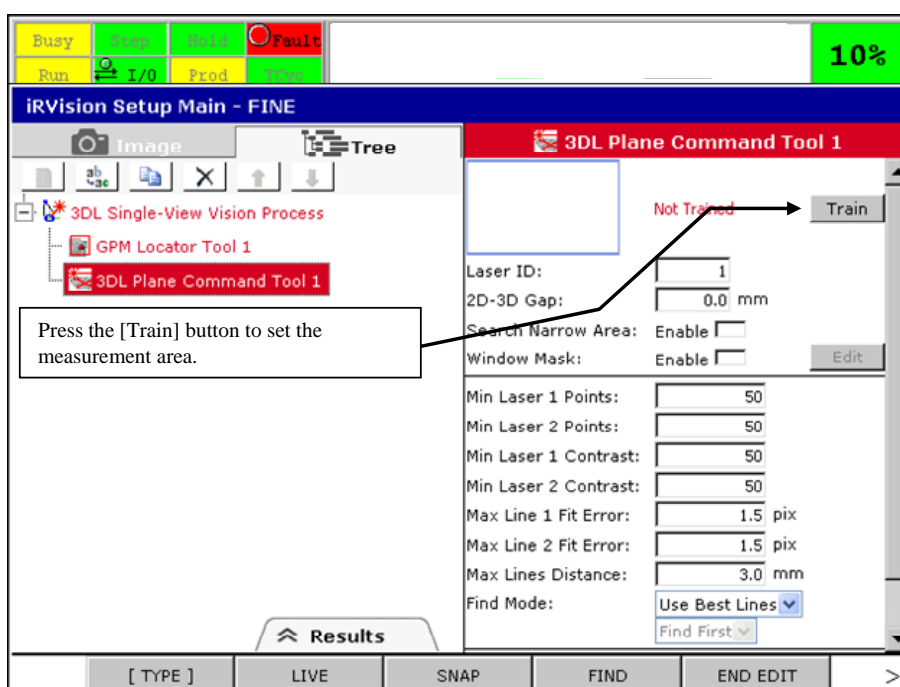 Busy Step Hold Fault
Run I/O Prod TCyc
10%
iRVision Setup Main - FINE
Image
Tree
3DL Plane Command Tool 1
ab
ac
3DL Single-View Vision Process
GPM Locator Tool 1
3DL Plane Command Tool 1
Press the [Train] button to set the
measurement area.
Not Trained
Train
Laser ID: 1
2D-3D Gap: 0.0 mm
Search Narrow Area: Enable
Window Mask: Enable Edit
Min Laser 1 Points: 50
Min Laser 2 Points: 50
Min Laser 1 Contrast: 50
Min Laser 2 Contrast: 50
Max Line 1 Fit Error: 1.5 pix
Max Line 2 Fit Error: 1.5 pix
Max Lines Distance: 3.0 mm
Find Mode: Use Best Lines
Find First
Results
[ TYPE ] LIVE SNAP FIND END EDIT >